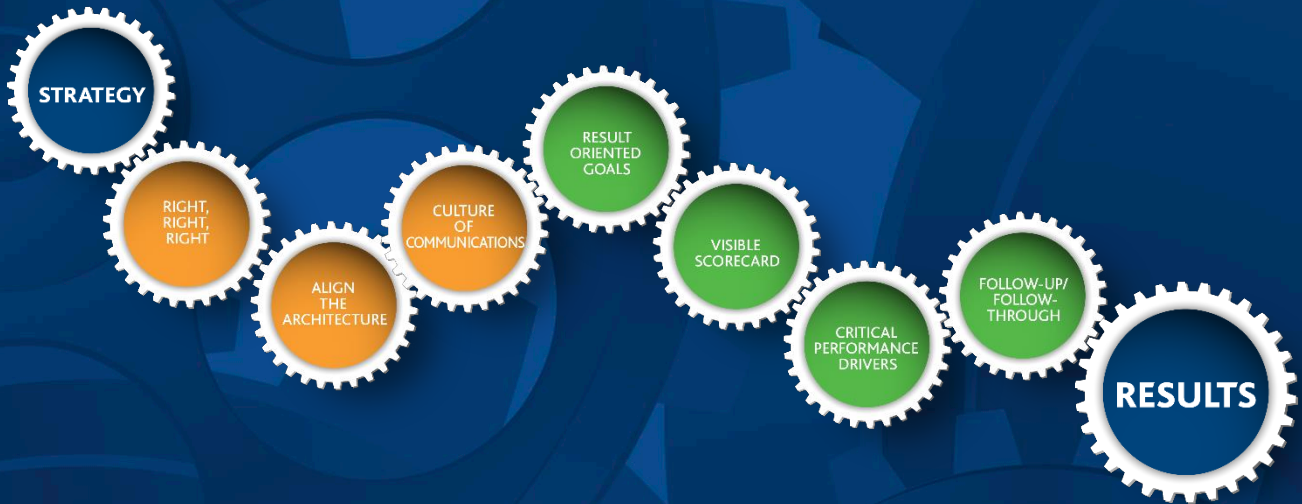 STRATEGY
RIGHT,
RIGHT,
RIGHT
ALIGN
THE
ARCHITECTURE
CULTURE
OF
COMMUNICATIONS
RESULT
ORIENTED
GOALS
VISIBLE
SCORECARD
CRITICAL
PERFORMANCE
DRIVERS
FOLLOW-UP/
FOLLOW-
THROUGH
RESULTS